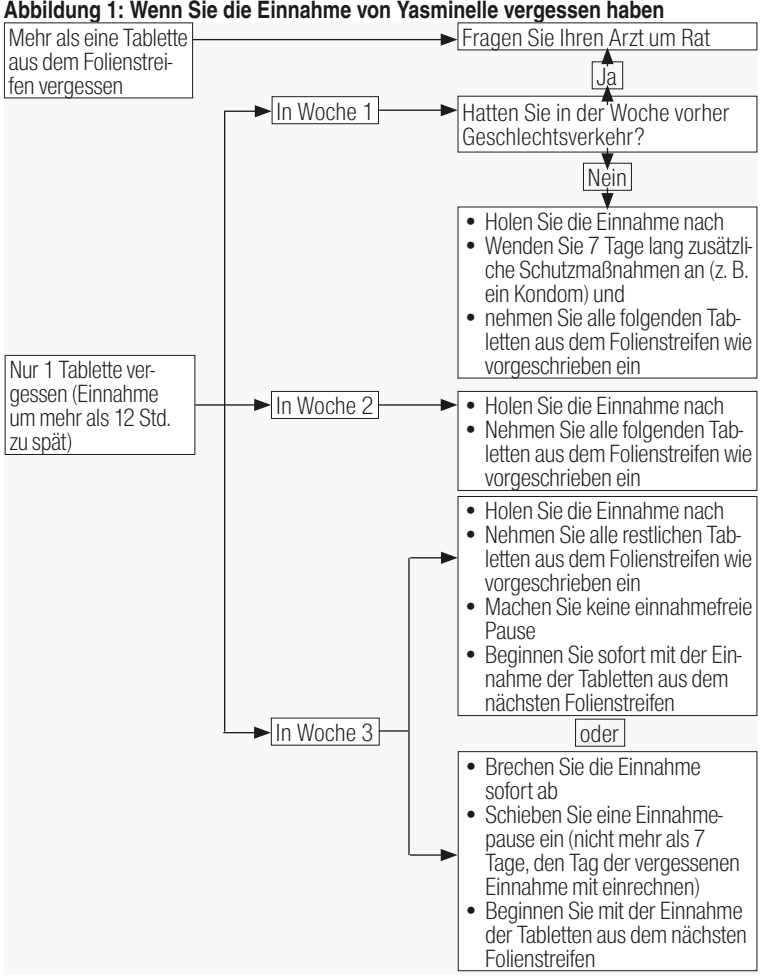 Abbildung 1: Wenn Sie die Einnahme von Yasminelle vergessen haben
Mehr als eine Tablette
aus dem Folienstrei-
fen vergessen
Fragen Sie Ihren Arzt um Rat
Ja
In Woche 1
Hatten Sie in der Woche vorher
Geschlechtsverkehr?
Nein
• Holen Sie die Einnahme nach
• Wenden Sie 7 Tage lang zusätzli-
che Schutzmaßnahmen an (z. B.
ein Kondom) und
• nehmen Sie alle folgenden Tab-
letten aus dem Folienstreifen wie
vorgeschrieben ein
Nur 1 Tablette ver-
gessen (Einnahme
um mehr als 12 Std.
zu spät)
In Woche 2
• Holen Sie die Einnahme nach
• Nehmen Sie alle folgenden Tab-
letten aus dem Folienstreifen wie
vorgeschrieben ein
• Holen Sie die Einnahme nach
• Nehmen Sie alle restlichen Tab-
letten aus dem Folienstreifen wie
vorgeschrieben ein
• Machen Sie keine einnahmefreie
Pause
• Beginnen Sie sofort mit der Ein-
nahme der Tabletten aus dem
nächsten Folienstreifen
In Woche 3
oder
• Brechen Sie die Einnahme
sofort ab
• Schieben Sie eine Einnahme-
pause ein (nicht mehr als 7
Tage, den Tag der vergessenen
Einnahme mit einrechnen)
• Beginnen Sie mit der Einnahme
der Tabletten aus dem nächsten
Folienstreifen